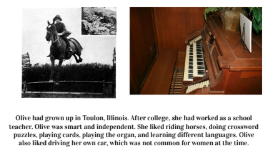 Olive had grown up in Toulon, Illinois. After college, she had worked as a school
teacher. Olive was smart and independent. She liked riding horses, doing crossword
puzzles, playing cards, playing the organ, and learning different languages. Olive
also liked driving her own car, which was not common for women at the time.